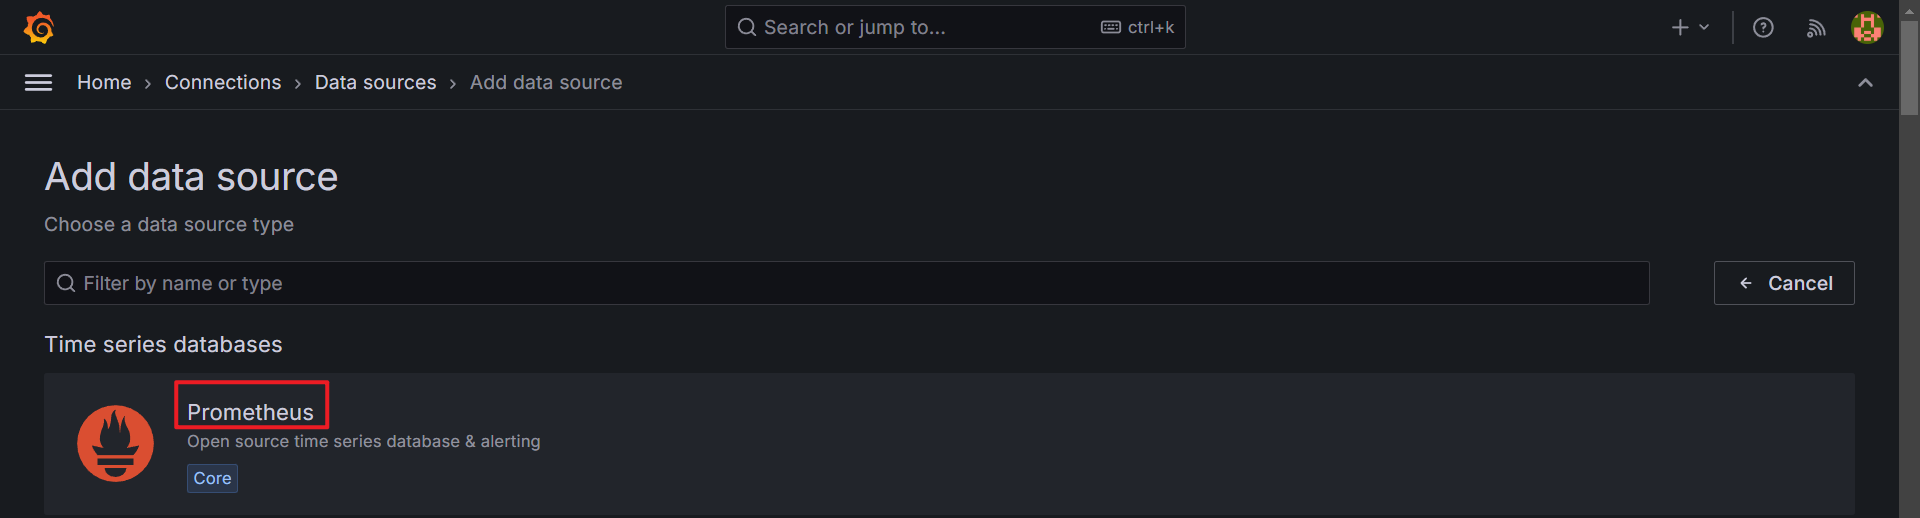 Search or jump to... ctrl+k
Home › Connections › Data sources › Add data source
Add data source
Choose a data source type
Filter by name or type
Cancel
Time series databases
Prometheus
Open source time series database & alerting
Core